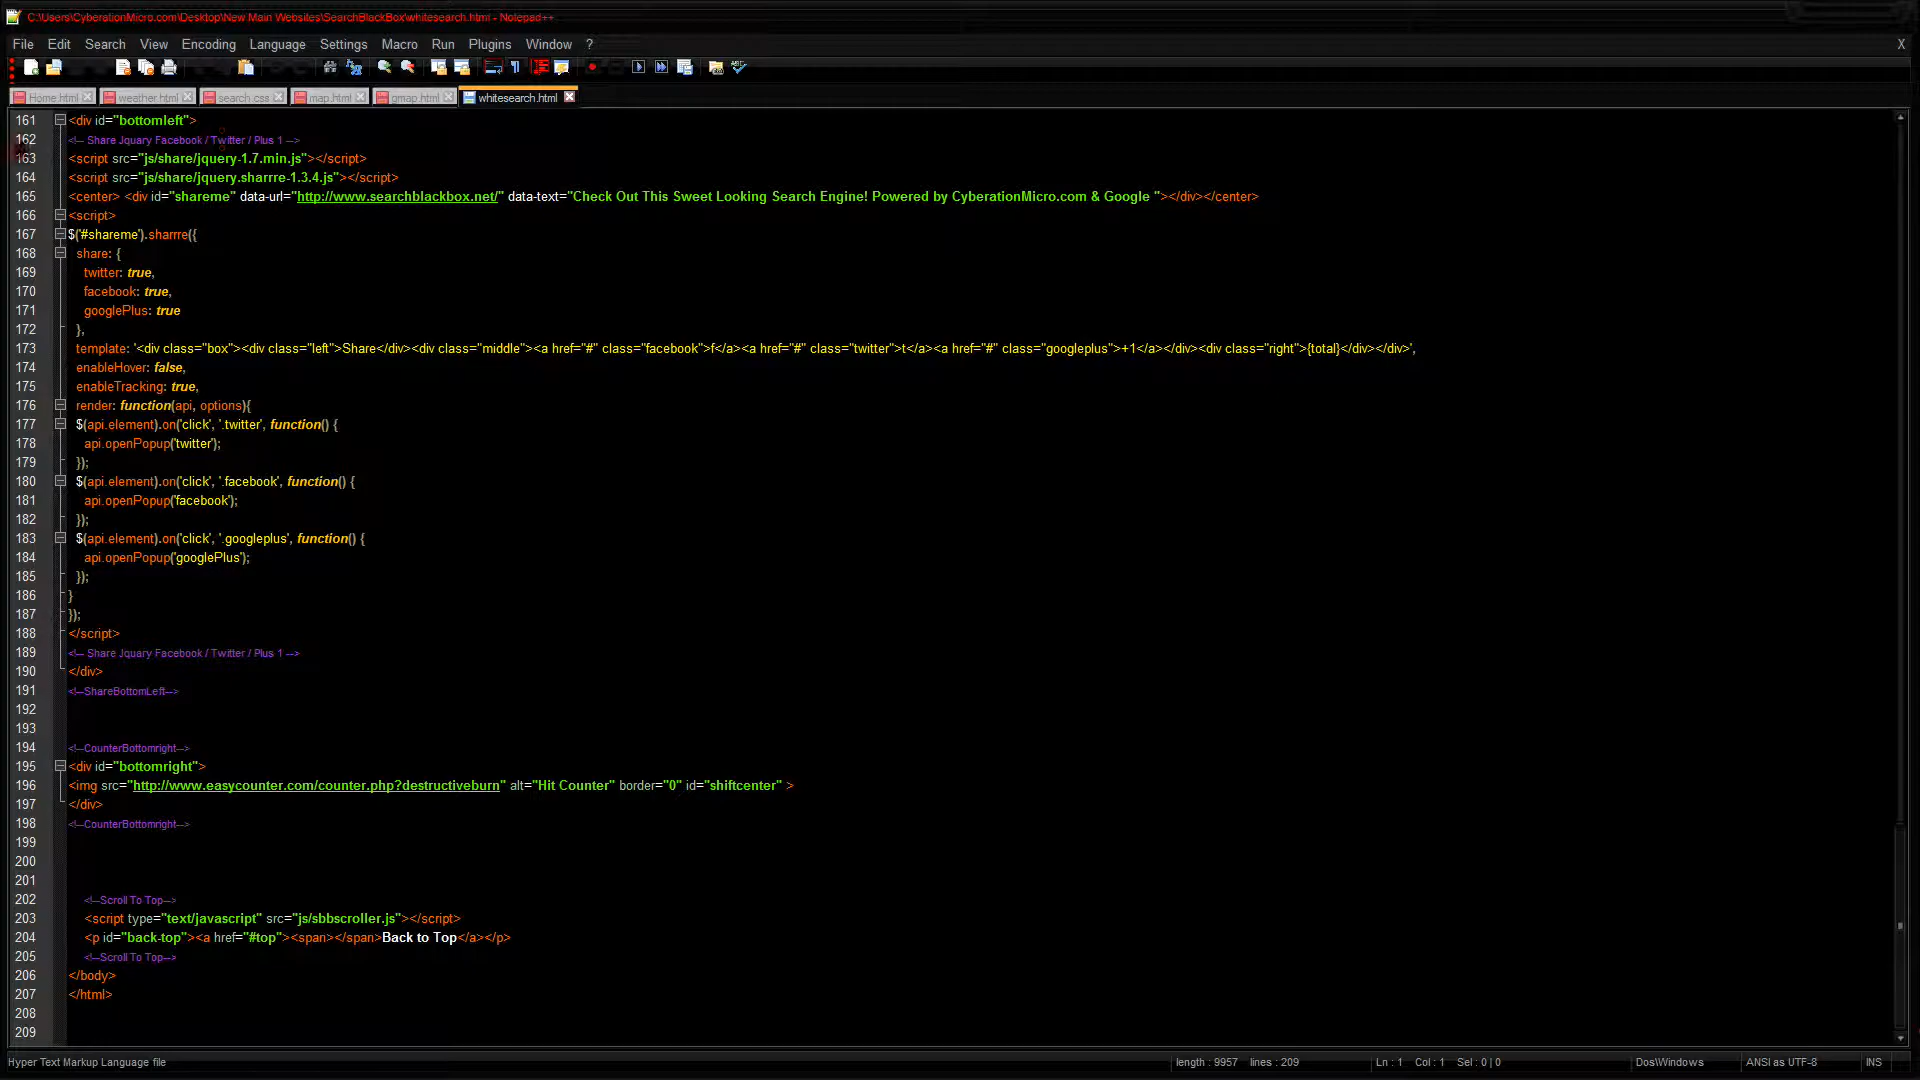 C:\Users\CyberationMicro.com\Desktop\New Main Websites\SearchBlackBox\whitesearch.html - Notepad++
File Edit Search View Encoding Language Settings Macro Run Plugins Window ? X
Home.html weather.html search.css map.html gmap.html whitesearch.html
161 <div id="bottomleft">
162 <!-- Share Jquary Facebook / Twitter / Plus 1 -->
163 <script src="js/share/jquery-1.7.min.js"></script>
164 <script src="js/share/jquery.sharrre-1.3.4.js"></script>
165 <center> <div id="shareme" data-url="http://www.searchblackbox.net/" data-text="Check Out This Sweet Looking Search Engine! Powered by CyberationMicro.com & Google "></div></center>
166 <script>
167 $('#shareme').sharrre({
168 share: {
169 twitter: true,
170 facebook: true,
171 googlePlus: true
172 },
173 template: '<div class="box"><div class="left">Share</div><div class="middle"><a href="#" class="facebook">f</a><a href="#" class="twitter">t</a><a href="#" class="googleplus">+1</a></div><div class="right">{total}</div></div>',
174 enableHover: false,
175 enableTracking: true,
176 render: function(api, options){
177 $(api.element).on('click', '.twitter', function() {
178 api.openPopup('twitter');
179 });
180 $(api.element).on('click', '.facebook', function() {
181 api.openPopup('facebook');
182 });
183 $(api.element).on('click', '.googleplus', function() {
184 api.openPopup('googlePlus');
185 });
186 }
187 });
188 </script>
189 <!-- Share Jquary Facebook / Twitter / Plus 1 -->
190 </div>
191 <!--ShareBottomLeft-->
192
193
194 <!--CounterBottomright-->
195 <div id="bottomright">
196 <img src="http://www.easycounter.com/counter.php?destructiveburn" alt="Hit Counter" border="0" id="shiftcenter" >
197 </div>
198 <!--CounterBottomright-->
199
200
201
202 <!--Scroll To Top-->
203 <script type="text/javascript" src="js/sbbscroller.js"></script>
204 <p id="back-top"><a href="#top"><span></span>Back to Top</a></p>
205 <!--Scroll To Top-->
206 </body>
207 </html>
208
209
Hyper Text Markup Language file length : 9957 lines : 209 Ln : 1 Col : 1 Sel : 0 | 0 Dos\Windows ANSI as UTF-8 INS